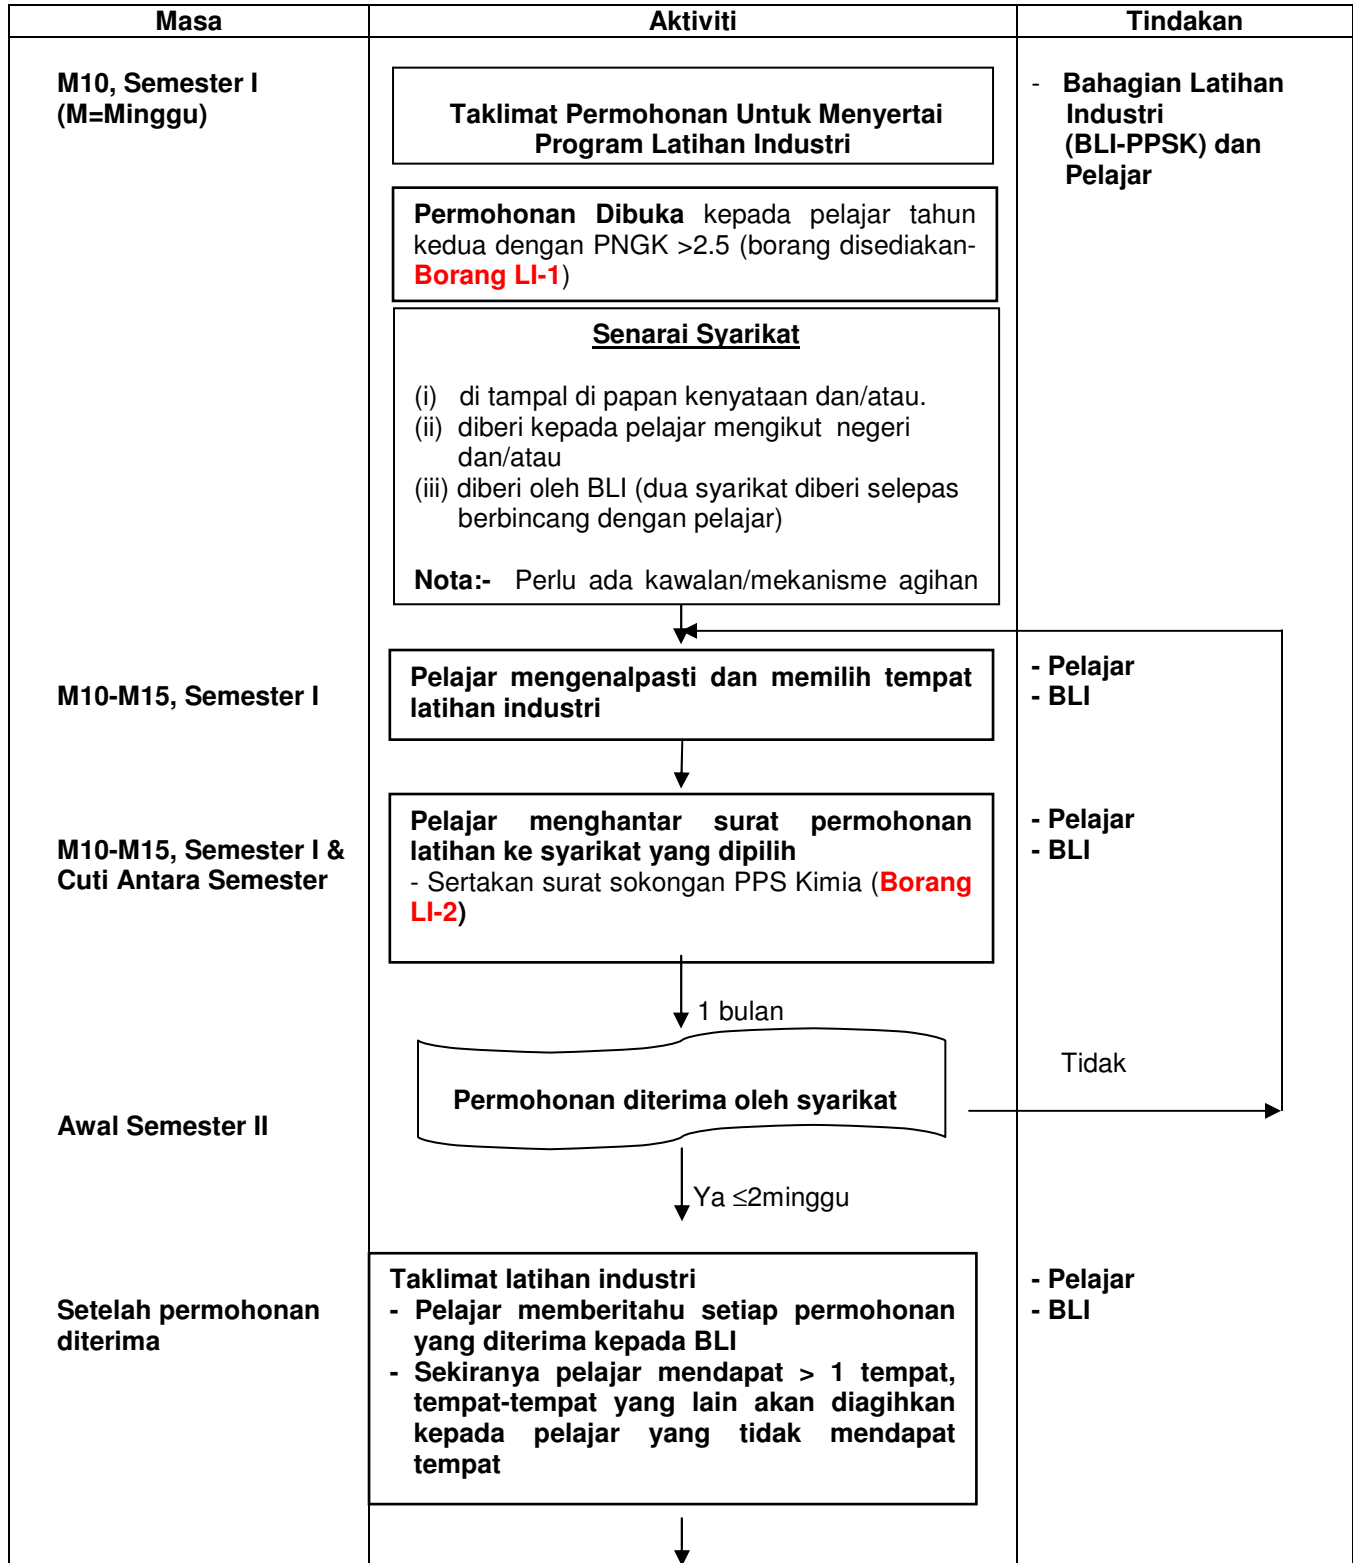 Masa Aktiviti Tindakan
M10, Semester I
(M=Minggu)
Taklimat Permohonan Untuk Menyertai
Program Latihan Industri
- Bahagian Latihan
Industri
(BLI-PPSK) dan
Pelajar
Permohonan Dibuka kepada pelajar tahun
kedua dengan PNGK >2.5 (borang disediakan-
Borang LI-1)
Senarai Syarikat
(i) di tampal di papan kenyataan dan/atau.
(ii) diberi kepada pelajar mengikut negeri
dan/atau
(iii) diberi oleh BLI (dua syarikat diberi selepas
berbincang dengan pelajar)
Nota:- Perlu ada kawalan/mekanisme agihan
M10-M15, Semester I
Pelajar mengenalpasti dan memilih tempat
latihan industri
- Pelajar
- BLI
M10-M15, Semester I &
Cuti Antara Semester
Pelajar menghantar surat permohonan
latihan ke syarikat yang dipilih
- Sertakan surat sokongan PPS Kimia (Borang
LI-2)
- Pelajar
- BLI
1 bulan
Tidak
Awal Semester II
Permohonan diterima oleh syarikat
Ya ≤2minggu
Setelah permohonan
diterima
Taklimat latihan industri
- Pelajar memberitahu setiap permohonan
yang diterima kepada BLI
- Sekiranya pelajar mendapat > 1 tempat,
tempat-tempat yang lain akan diagihkan
kepada pelajar yang tidak mendapat
tempat
- Pelajar
- BLI